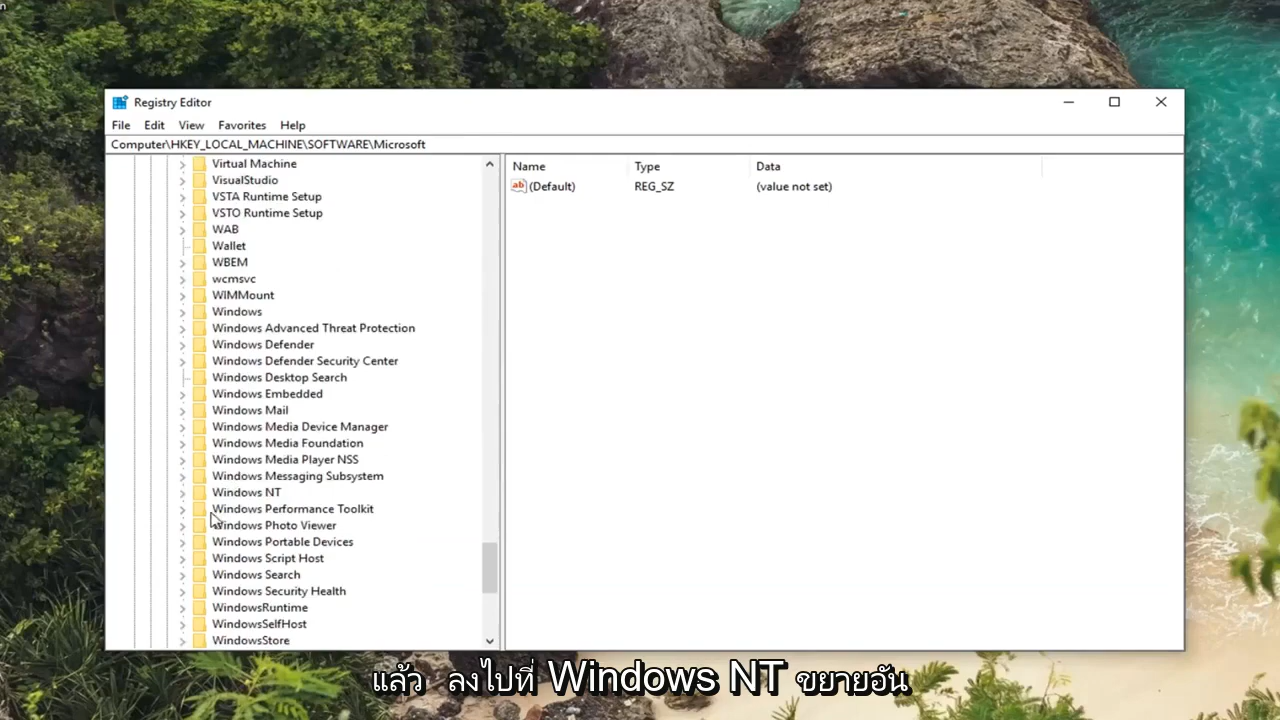 n
Registry Editor
File Edit View Favorites Help
Computer\HKEY_LOCAL_MACHINE\SOFTWARE\Microsoft
Name Type Data
ab (Default) REG_SZ (value not set)
Virtual Machine
VisualStudio
VSTA Runtime Setup
VSTO Runtime Setup
WAB
Wallet
WBEM
wcmsvc
WIMMount
Windows
Windows Advanced Threat Protection
Windows Defender
Windows Defender Security Center
Windows Desktop Search
Windows Embedded
Windows Mail
Windows Media Device Manager
Windows Media Foundation
Windows Media Player NSS
Windows Messaging Subsystem
Windows NT
Windows Performance Toolkit
Windows Photo Viewer
Windows Portable Devices
Windows Script Host
Windows Search
Windows Security Health
WindowsRuntime
WindowsSelfHost
WindowsStore
แล้ว ลงไปที่ Windows NT ขยายอัน